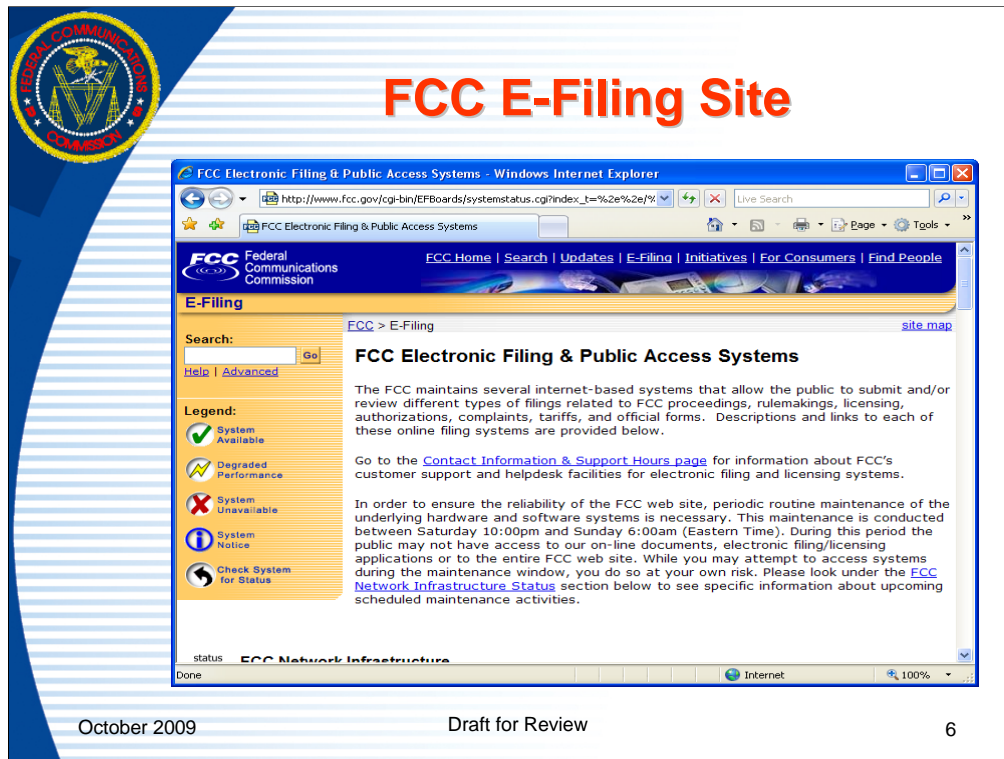 FEDERAL COMMUNICATIONS COMMISSION
FCC E-Filing Site
FCC Electronic Filing & Public Access Systems - Windows Internet Explorer
http://www.fcc.gov/cgi-bin/EFBoards/systemstatus.cgi?index_t=%2e%2e/%
Live Search
FCC Electronic Filing & Public Access Systems
Page
Tools
»
FCC Federal
Communications
Commission
FCC Home | Search | Updates | E-Filing | Initiatives | For Consumers | Find People
E-Filing
FCC > E-Filing
site map
Search:
Go
Help | Advanced
Legend:
System
Available
Degraded
Performance
System
Unavailable
System
Notice
Check System
for Status
FCC Electronic Filing & Public Access Systems
The FCC maintains several internet-based systems that allow the public to submit and/or
review different types of filings related to FCC proceedings, rulemakings, licensing,
authorizations, complaints, tariffs, and official forms. Descriptions and links to each of
these online filing systems are provided below.
Go to the Contact Information & Support Hours page for information about FCC's
customer support and helpdesk facilities for electronic filing and licensing systems.
In order to ensure the reliability of the FCC web site, periodic routine maintenance of the
underlying hardware and software systems is necessary. This maintenance is conducted
between Saturday 10:00pm and Sunday 6:00am (Eastern Time). During this period the
public may not have access to our on-line documents, electronic filing/licensing
applications or to the entire FCC web site. While you may attempt to access systems
during the maintenance window, you do so at your own risk. Please look under the FCC
Network Infrastructure Status section below to see specific information about upcoming
scheduled maintenance activities.
status
FCC Network Infrastructure
Done
Internet
100%
October 2009
Draft for Review
6